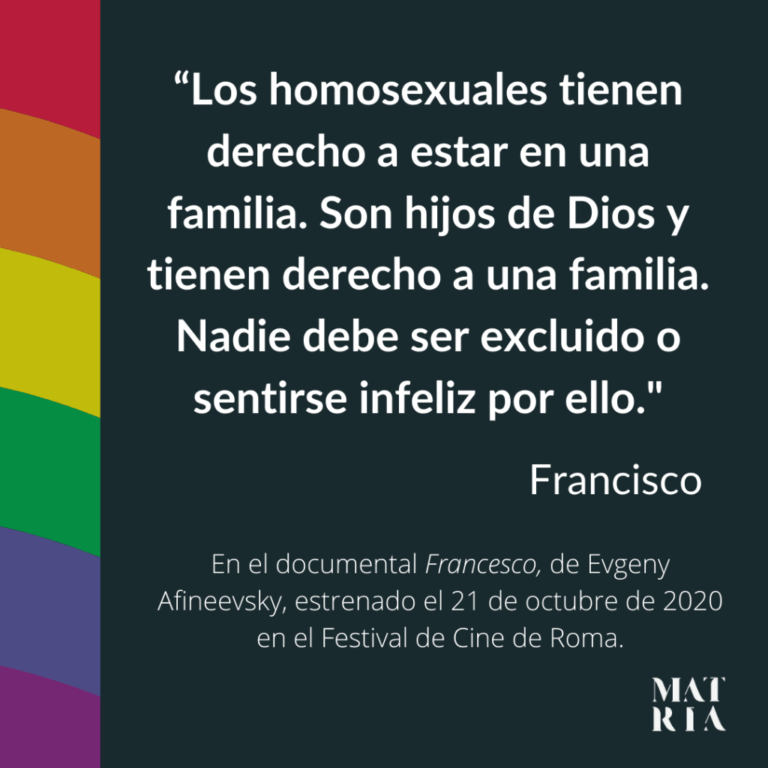 “Los homosexuales tienen
derecho a estar en una
familia. Son hijos de Dios y
tienen derecho a una familia.
Nadie debe ser excluido o
sentirse infeliz por ello."
Francisco
En el documental Francesco, de Evgeny
Afineevsky, estrenado el 21 de octubre de 2020
en el Festival de Cine de Roma.
MAT
RIA